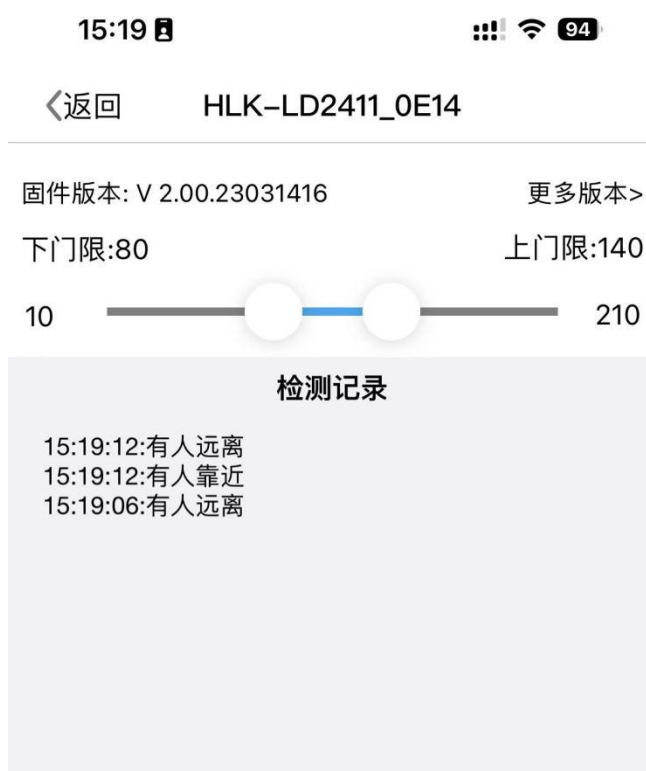 15:19 94
返回 HLK-LD2411_0E14
固件版本: V 2.00.23031416 更多版本>
下门限:80 上门限:140
10 210
检测记录
15:19:12:有人远离
15:19:12:有人靠近
15:19:06:有人远离